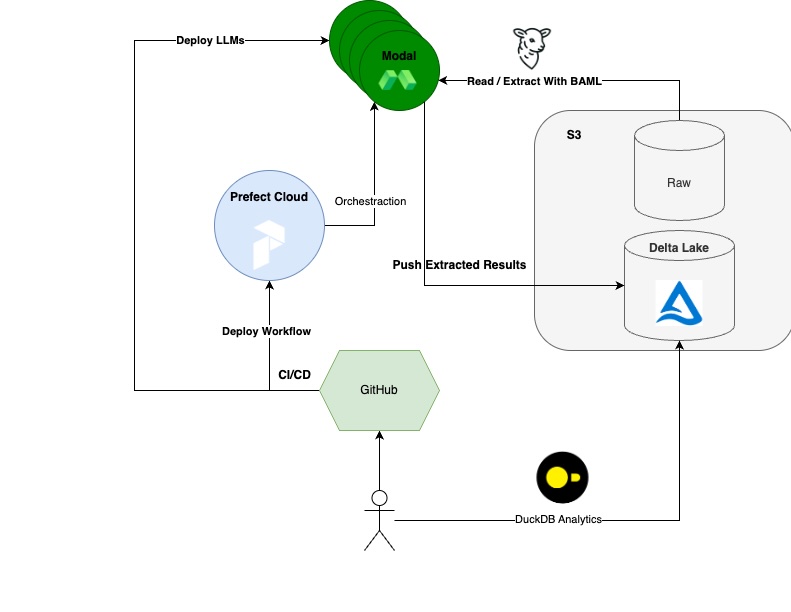 Deploy LLMs
Modal
Read / Extract With BAML
S3
Raw
Prefect Cloud
Orchestraction
Delta Lake
Push Extracted Results
Deploy Workflow
CI/CD
GitHub
DuckDB Analytics